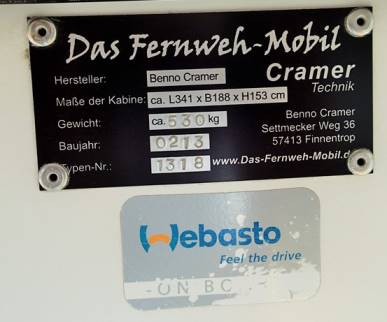 Das Fernweh-Mobil
Hersteller: Benno Cramer
Cramer
Technik
Maße der Kabine: ca. L341 x B188 x H153 cm
Gewicht: ca. 530 kg
Benno Cramer
Settmecker Weg 36
57413 Finnentrop
Baujahr: 0213
Typen-Nr.: 1318
www.Das-Fernweh-Mobil.d
Webasto
Feel the drive
ON BO